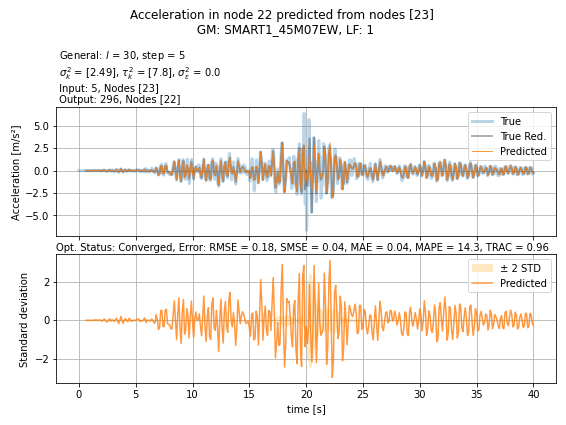 Acceleration in node 22 predicted from nodes [23]
GM: SMART1_45M07EW, LF: 1
General: l = 30, step = 5
σ²ₖ = [2.49], τ²ₖ = [7.8], σ²ε = 0.0
Input: 5, Nodes [23]
Output: 296, Nodes [22]
Acceleration [m/s²]
5.0
2.5
0.0
−2.5
−5.0
True
True Red.
Predicted
Opt. Status: Converged, Error: RMSE = 0.18, SMSE = 0.04, MAE = 0.04, MAPE = 14.3, TRAC = 0.96
Standard deviation
2
0
−2
± 2 STD
Predicted
0 5 10 15 20 25 30 35 40
time [s]